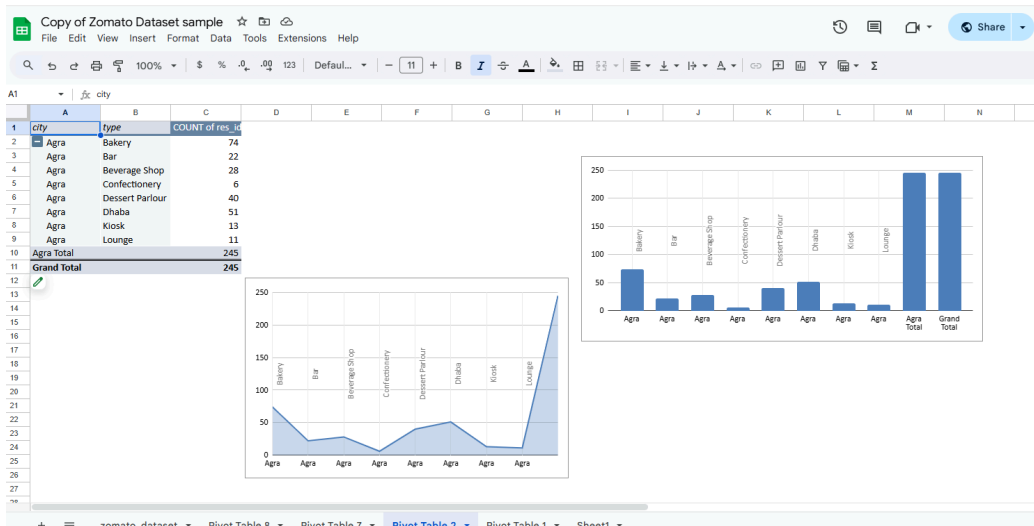 Copy of Zomato Dataset sample
File Edit View Insert Format Data Tools Extensions Help
Share
100% $ % .0 .00 123 Defaul... − 11 + B I A A Σ
A1 fx city
A B C D E F G H I J K L M N
1 city type COUNT of res_id
2 Agra Bakery 74
3 Agra Bar 22
4 Agra Beverage Shop 28
5 Agra Confectionery 6
6 Agra Dessert Parlour 40
7 Agra Dhaba 51
8 Agra Kiosk 13
9 Agra Lounge 11
10 Agra Total 245
11 Grand Total 245
12
13
14
15
16
17
18
19
20
21
22
23
24
25
26
27
28
250
200
150
100
50
0
Bakery
Bar
Beverage Shop
Confectionery
Dessert Parlour
Dhaba
Kiosk
Lounge
Agra Agra Agra Agra Agra Agra Agra Agra
250
200
150
100
50
0
Bakery
Bar
Beverage Shop
Confectionery
Dessert Parlour
Dhaba
Kiosk
Lounge
Agra Agra Agra Agra Agra Agra Agra Agra Agra Grand
Total Total
+ zomato_dataset Pivot Table 8 Pivot Table 7 Pivot Table 2 Pivot Table 1 Sheet1